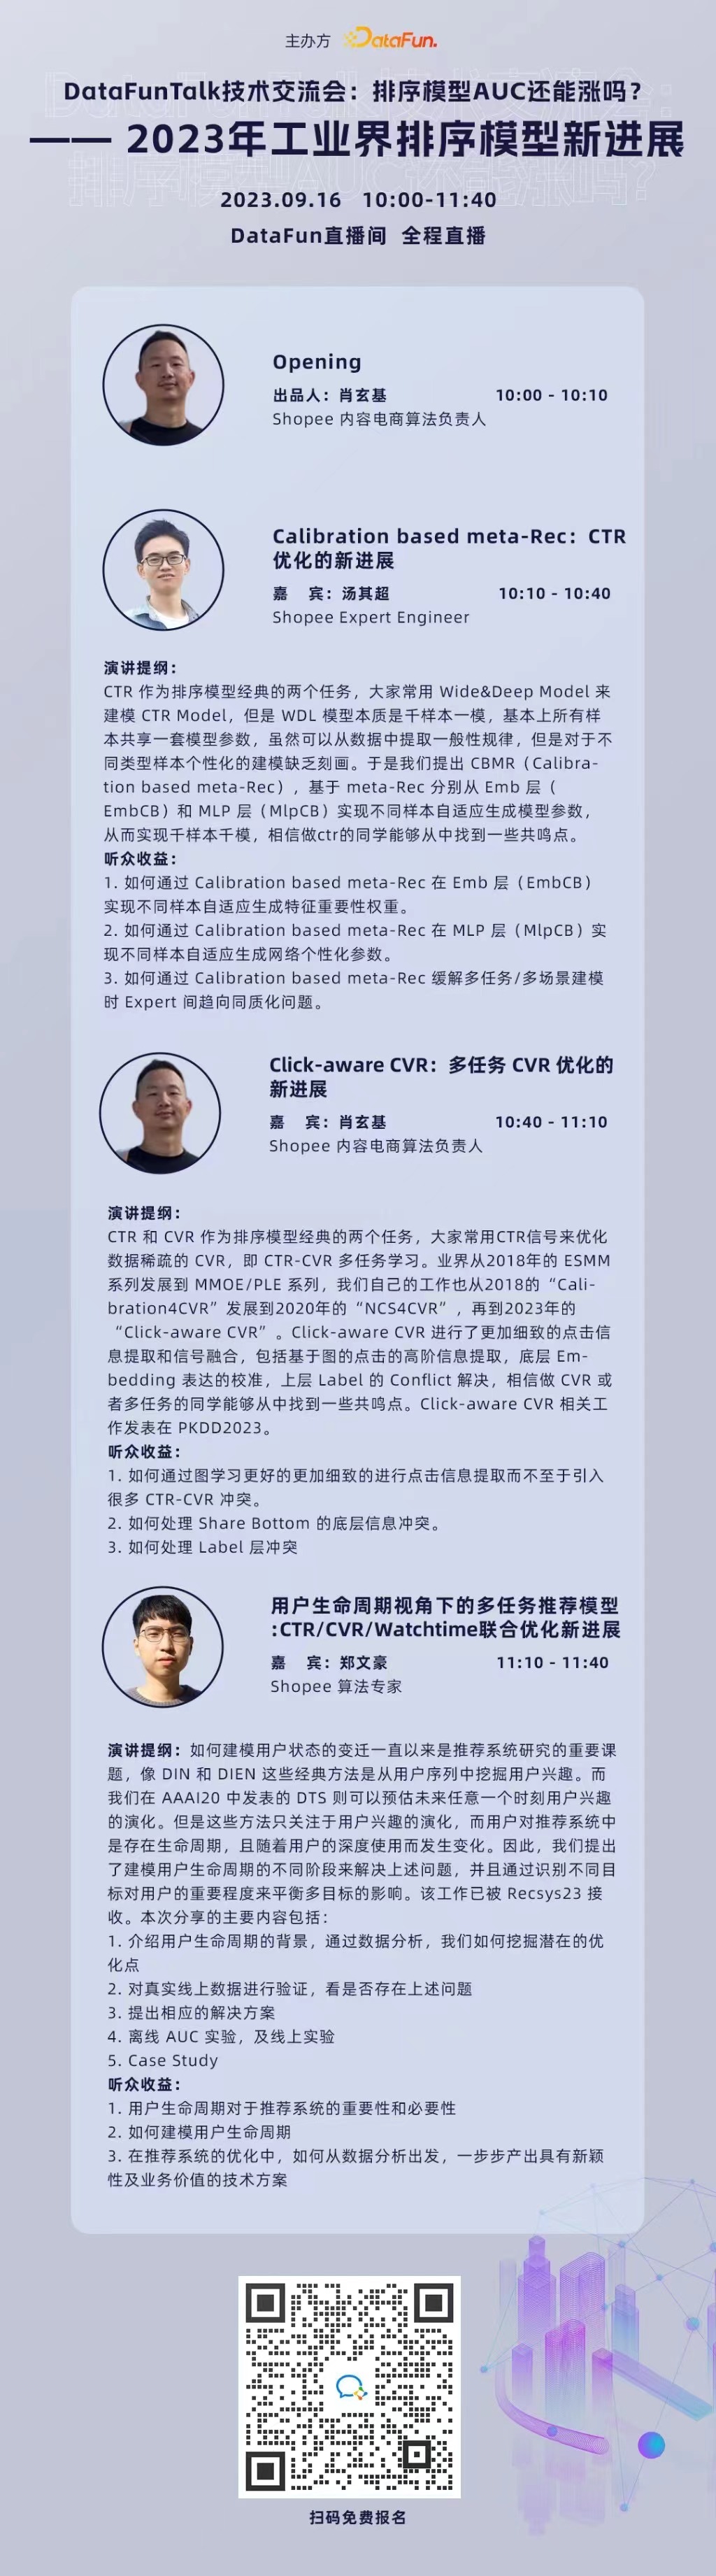 主办方 DataFun.
DataFunTalk技术交流会：排序模型AUC还能涨吗？
—— 2023年工业界排序模型新进展
2023.09.16 10:00-11:40
DataFun直播间 全程直播
Opening
出品人：肖玄基 10:00 - 10:10
Shopee 内容电商算法负责人
Calibration based meta-Rec：CTR
优化的新进展
嘉 宾：汤其超 10:10 - 10:40
Shopee Expert Engineer
演讲提纲：
CTR 作为排序模型经典的两个任务，大家常用 Wide&Deep Model 来
建模 CTR Model，但是 WDL 模型本质是千样本一模，基本上所有样
本共享一套模型参数，虽然可以从数据中提取一般性规律，但是对于不
同类型样本个性化的建模缺乏刻画。于是我们提出 CBMR（Calibra-
tion based meta-Rec），基于 meta-Rec 分别从 Emb 层（
EmbCB）和 MLP 层（MlpCB）实现不同样本自适应生成模型参数，
从而实现千样本千模，相信做ctr的同学能够从中找到一些共鸣点。
听众收益：
1. 如何通过 Calibration based meta-Rec 在 Emb 层（EmbCB）
实现不同样本自适应生成特征重要性权重。
2. 如何通过 Calibration based meta-Rec 在 MLP 层（MlpCB）实
现不同样本自适应生成网络个性化参数。
3. 如何通过 Calibration based meta-Rec 缓解多任务/多场景建模
时 Expert 间趋向同质化问题。
Click-aware CVR：多任务 CVR 优化的
新进展
嘉 宾：肖玄基 10:40 - 11:10
Shopee 内容电商算法负责人
演讲提纲：
CTR 和 CVR 作为排序模型经典的两个任务，大家常用CTR信号来优化
数据稀疏的 CVR，即 CTR-CVR 多任务学习。业界从2018年的 ESMM
系列发展到 MMOE/PLE 系列，我们自己的工作也从2018的“Cali-
bration4CVR”发展到2020年的“NCS4CVR”，再到2023年的
“Click-aware CVR”。Click-aware CVR 进行了更加细致的点击信
息提取和信号融合，包括基于图的点击的高阶信息提取，底层 Em-
bedding 表达的校准，上层 Label 的 Conflict 解决，相信做 CVR 或
者多任务的同学能够从中找到一些共鸣点。Click-aware CVR 相关工
作发表在 PKDD2023。
听众收益：
1. 如何通过图学习更好的更加细致的进行点击信息提取而不至于引入
很多 CTR-CVR 冲突。
2. 如何处理 Share Bottom 的底层信息冲突。
3. 如何处理 Label 层冲突
用户生命周期视角下的多任务推荐模型
:CTR/CVR/Watchtime联合优化新进展
嘉 宾：郑文豪 11:10 - 11:40
Shopee 算法专家
演讲提纲：如何建模用户状态的变迁一直以来是推荐系统研究的重要课
题，像 DIN 和 DIEN 这些经典方法是从用户序列中挖掘用户兴趣。而
我们在 AAAI20 中发表的 DTS 则可以预估未来任意一个时刻用户兴趣
的演化。但是这些方法只关注于用户兴趣的演化，而用户对推荐系统中
是存在生命周期，且随着用户的深度使用而发生变化。因此，我们提出
了建模用户生命周期的不同阶段来解决上述问题，并且通过识别不同目
标对用户的重要程度来平衡多目标的影响。该工作已被 Recsys23 接
收。本次分享的主要内容包括：
1. 介绍用户生命周期的背景，通过数据分析，我们如何挖掘潜在的优
化点
2. 对真实线上数据进行验证，看是否存在上述问题
3. 提出相应的解决方案
4. 离线 AUC 实验，及线上实验
5. Case Study
听众收益：
1. 用户生命周期对于推荐系统的重要性和必要性
2. 如何建模用户生命周期
3. 在推荐系统的优化中，如何从数据分析出发，一步步产出具有新颖
性及业务价值的技术方案
扫码免费报名